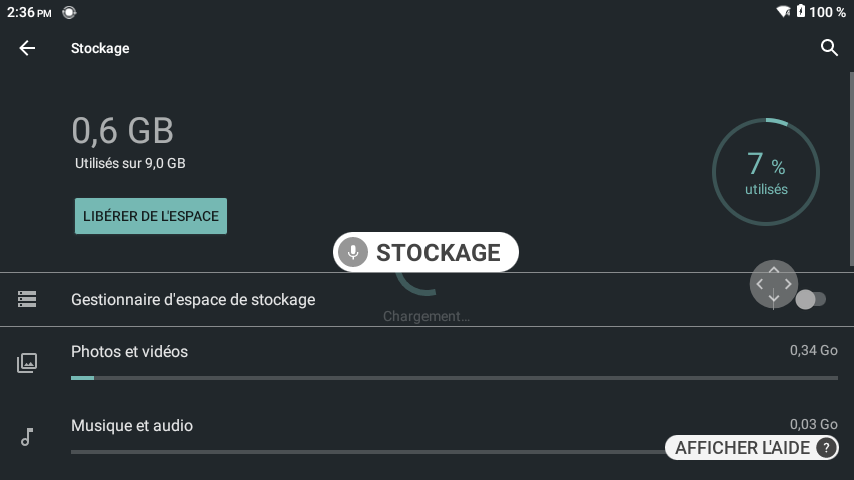 2:36 PM
100 %
Stockage
0,6 GB
Utilisés sur 9,0 GB
7 %
utilisés
LIBÉRER DE L'ESPACE
STOCKAGE
Gestionnaire d'espace de stockage
Chargement…
Photos et vidéos
0,34 Go
Musique et audio
0,03 Go
AFFICHER L'AIDE ?